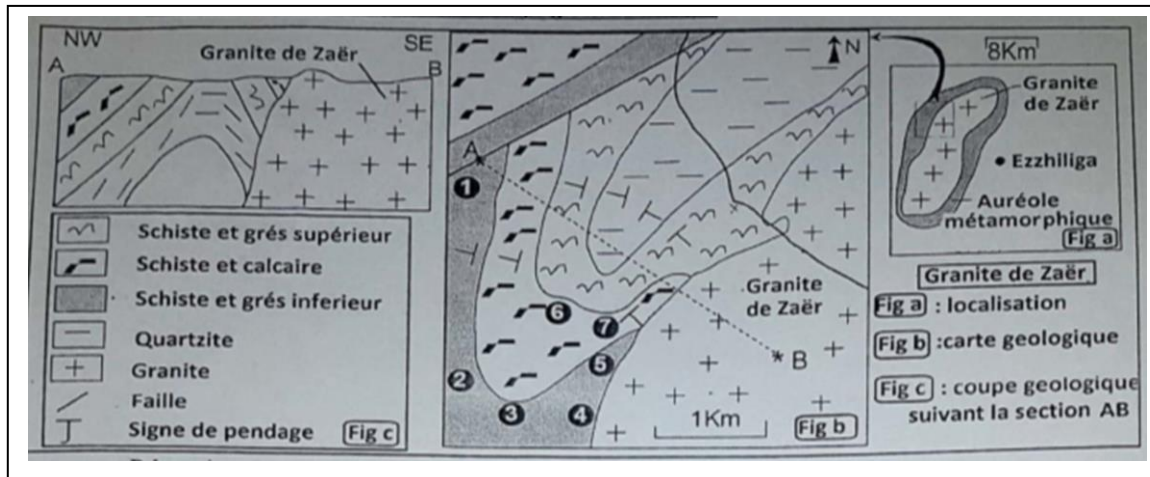 NW
SE
Granite de Zaër
A
B
Schiste et grés supérieur
Schiste et calcaire
Schiste et grés inferieur
Quartzite
Granite
Faille
Signe de pendage
Fig c
N
A
1
2
3
4
5
6
7
Granite
de Zaër
B
1Km
Fig b
8Km
Granite
de Zaër
Ezzhiliga
Auréole
métamorphique
Fig a
Granite de Zaër
Fig a : localisation
Fig b :carte geologique
Fig c : coupe geologique
suivant la section AB